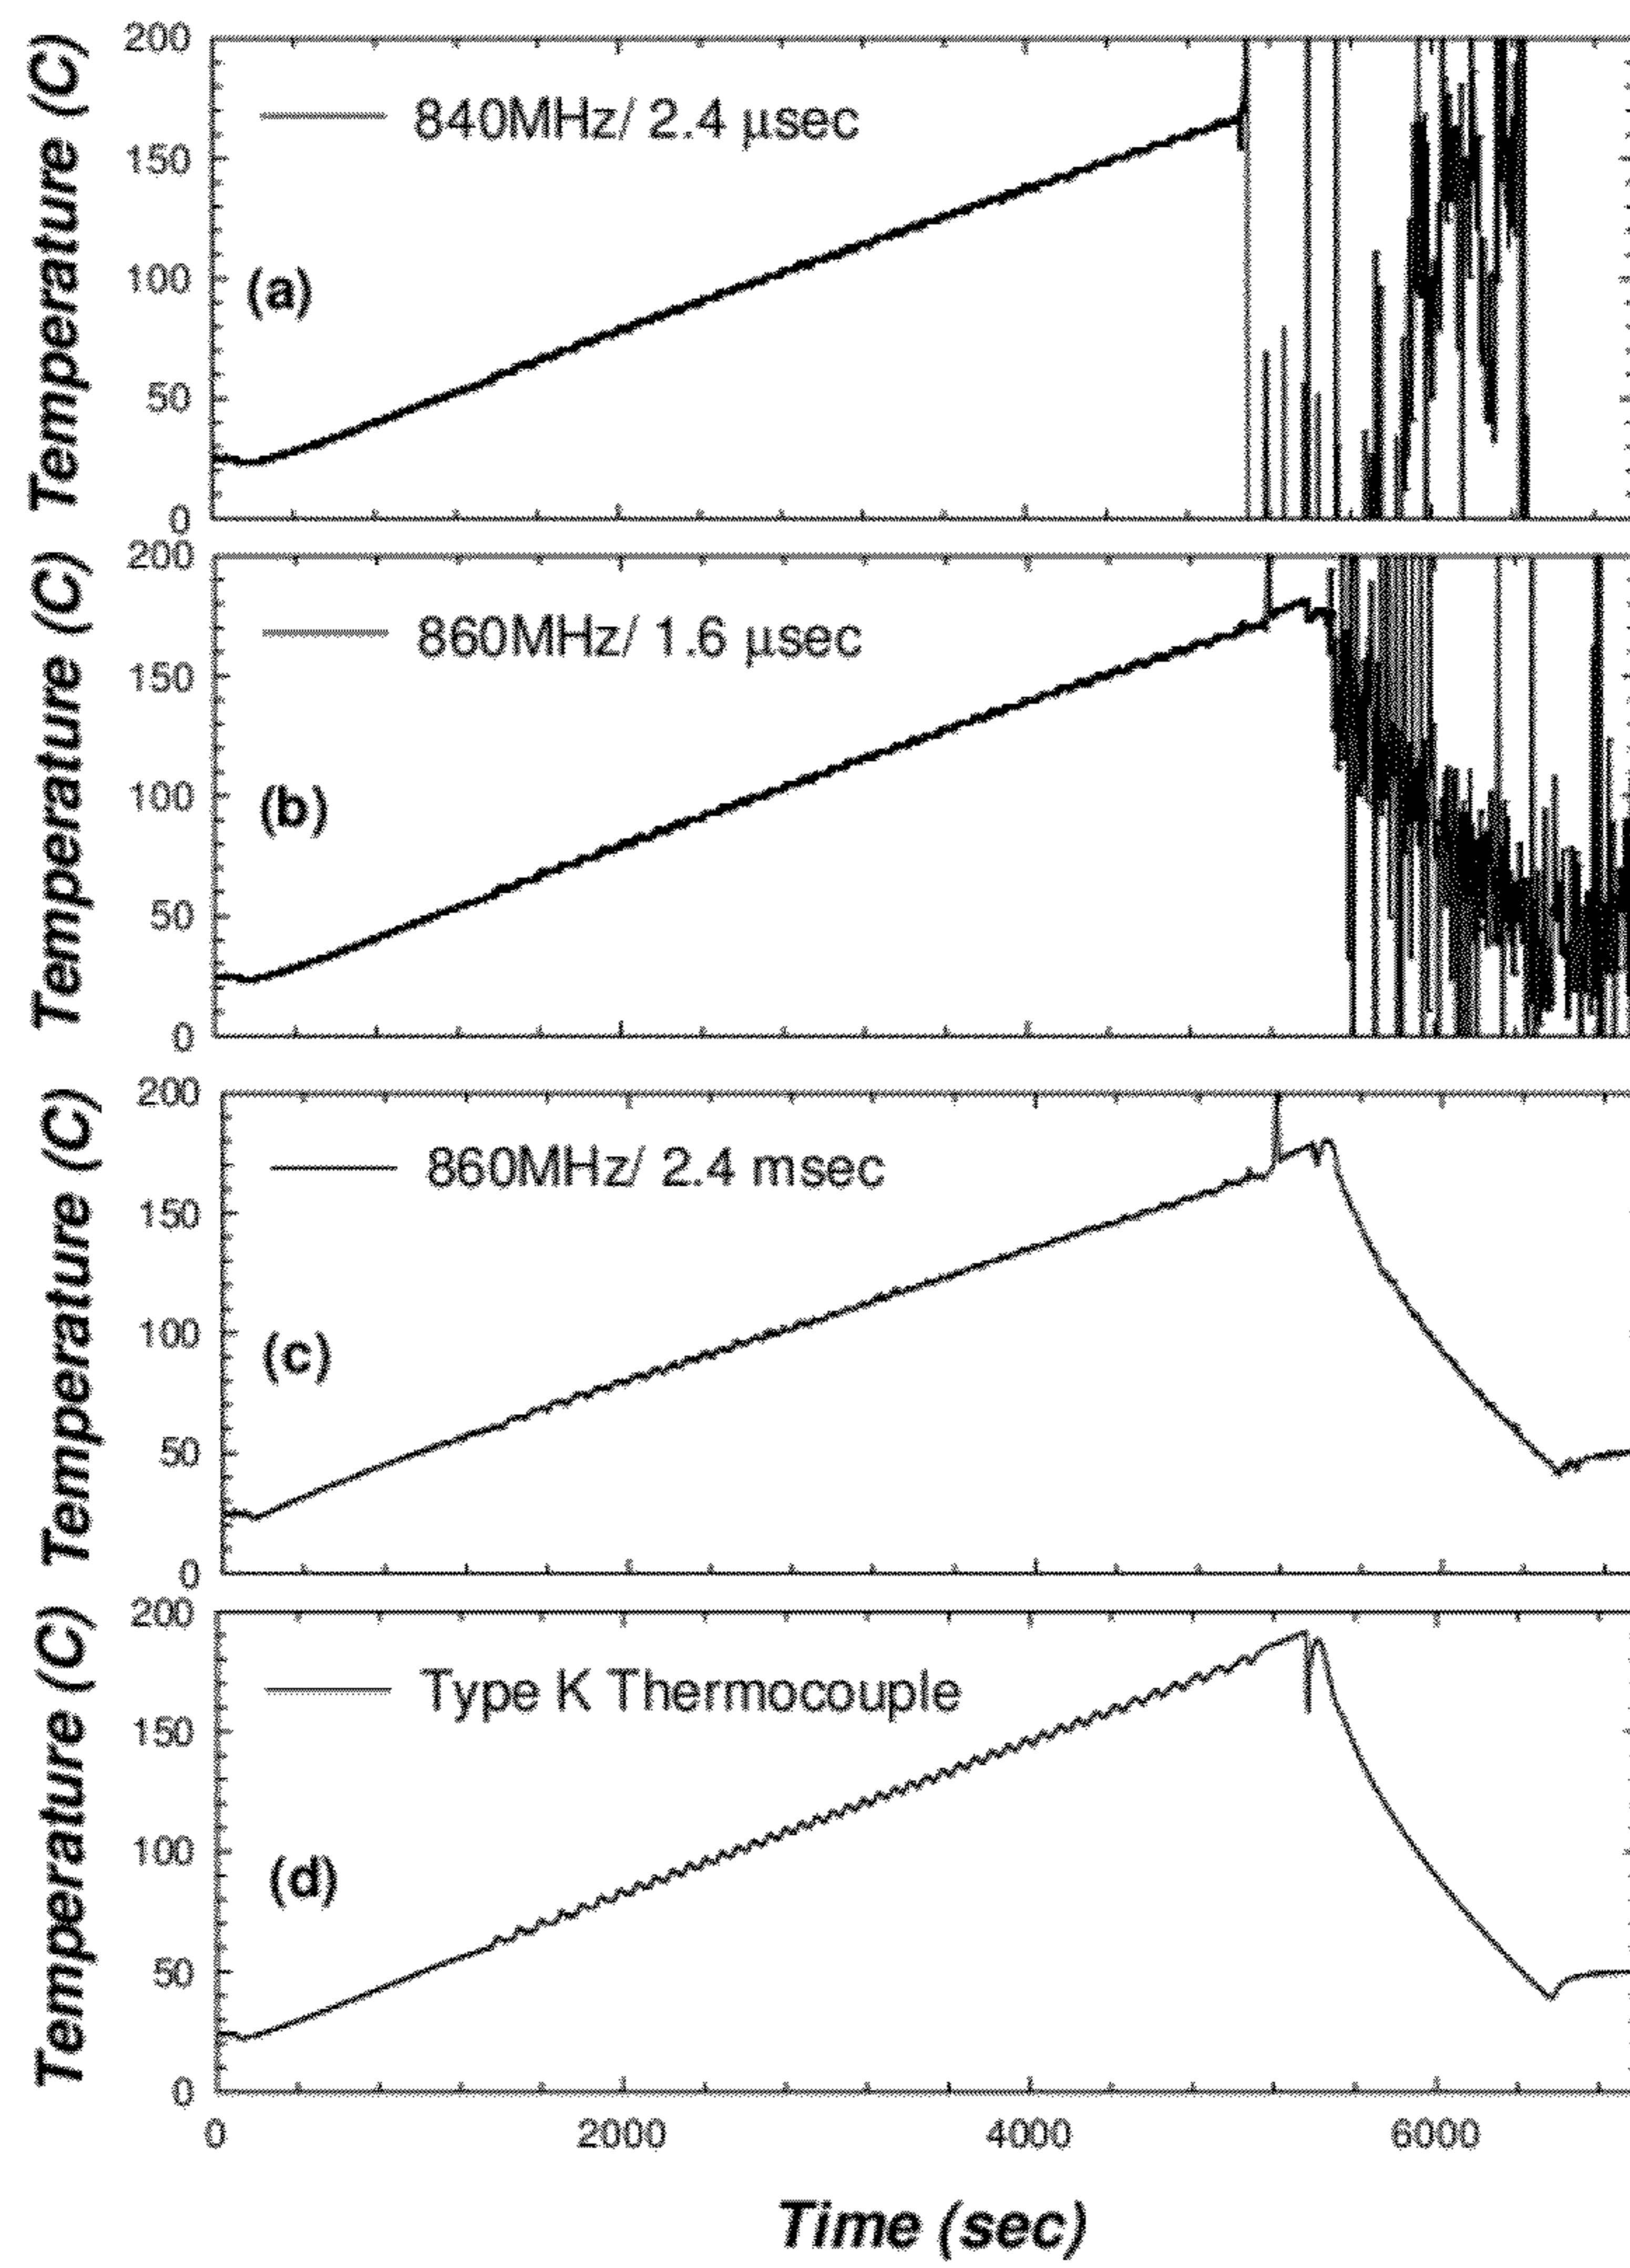 Temperature (C)
200
150
100
50
0
840MHz/ 2.4 μsec
(a)
Temperature (C)
200
150
100
50
0
860MHz/ 1.6 μsec
(b)
Temperature (C)
200
150
100
50
0
860MHz/ 2.4 msec
(c)
Temperature (C)
200
150
100
50
0
Type K Thermocouple
(d)
0 2000 4000 6000
Time (sec)